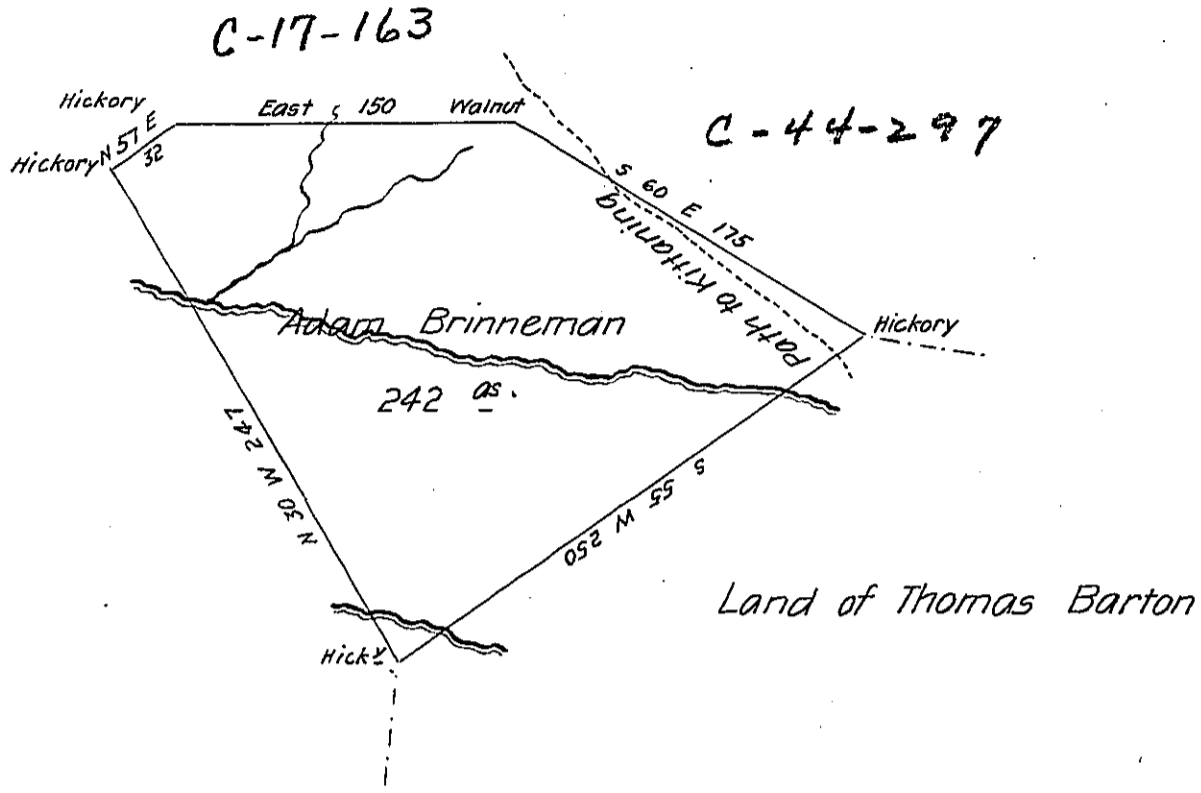 C-17-163
Hickory
East 150 Walnut
C-44-297
Hickory
N 57 E
32
S 60 E 175
Path to Kittaning
Hickory
Adam Brinneman
242 as.
N 30 W 247
S 55 W 250
Land of Thomas Barton
Hicky